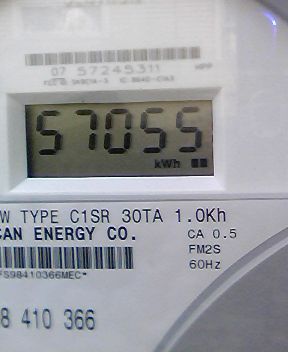 07 57245311
57055
kWh
W TYPE C1SR 30TA 1.0Kh
CAN ENERGY CO. CA 0.5
FM2S
FS98410366MEC* 60Hz
8 410 366